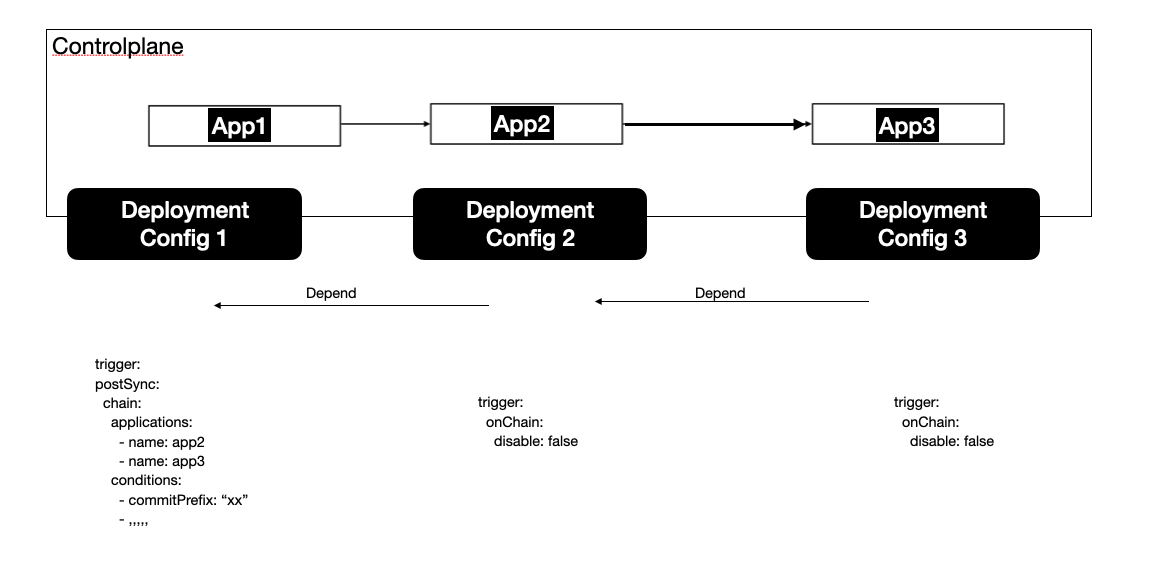 Controlplane
App1
App2
App3
Deployment
Config 1
Deployment
Config 2
Deployment
Config 3
Depend
Depend
trigger:
postSync:
chain:
applications:
- name: app2
- name: app3
conditions:
- commitPrefix: “xx”
- ,,,,,
trigger:
onChain:
disable: false
trigger:
onChain:
disable: false